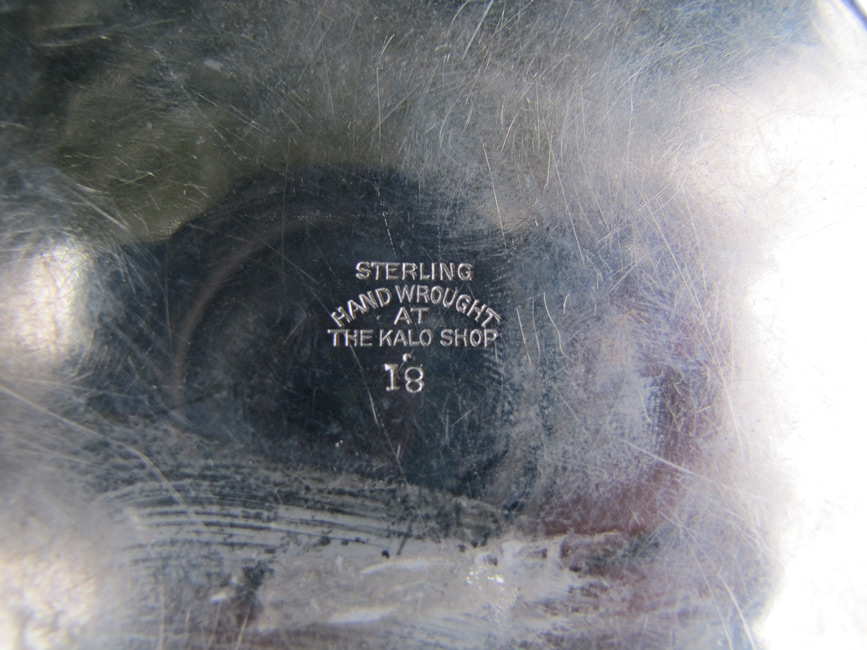 STERLING
HAND WROUGHT
AT
THE KALO SHOP
18